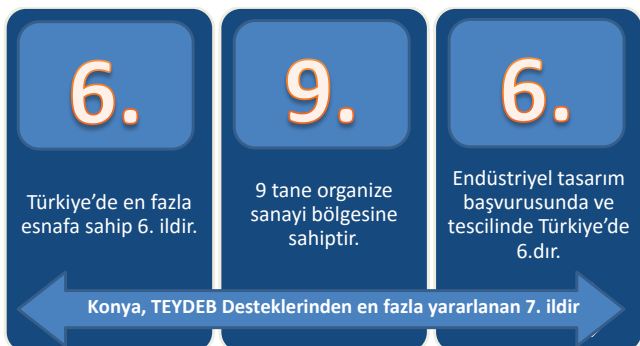 6.
Türkiye’de en fazla
esnafa sahip 6. ildir.
9.
9 tane organize
sanayi bölgesine
sahiptir.
6.
Endüstriyel tasarım
başvurusunda ve
tescilinde Türkiye’de
6.dır.
Konya, TEYDEB Desteklerinden en fazla yararlanan 7. ildir